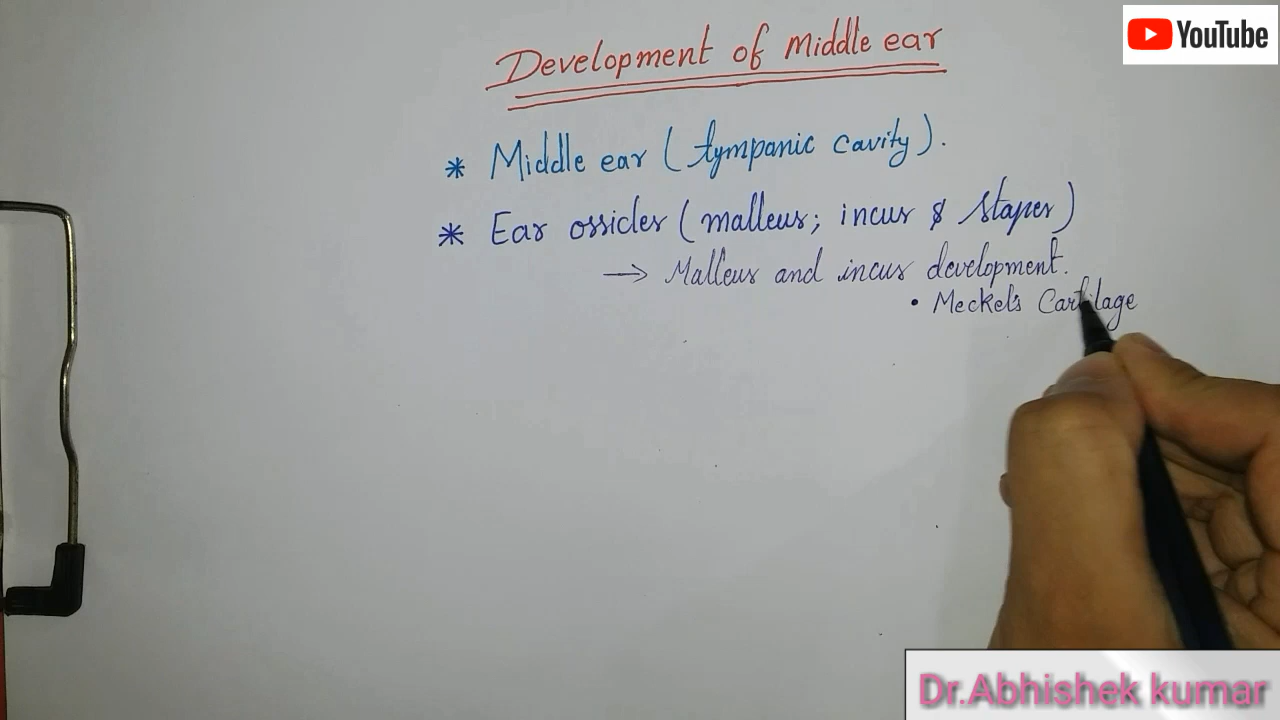 YouTube
Development of Middle ear
* Middle ear (tympanic cavity).
* Ear ossicles (malleus; incus & stapes)
→ Malleus and incus development.
• Meckel's Cartilage
Dr.Abhishek kumar